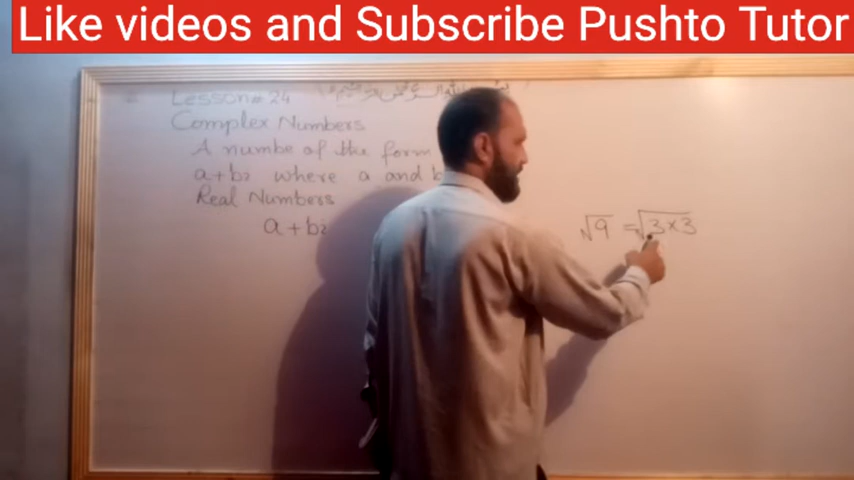 Like videos and Subscribe Pushto Tutor
Lesson# 24
Complex Numbers
A numbe of the form
a+bi where a and b
Real Numbers
a+bi
√9 = √3×3